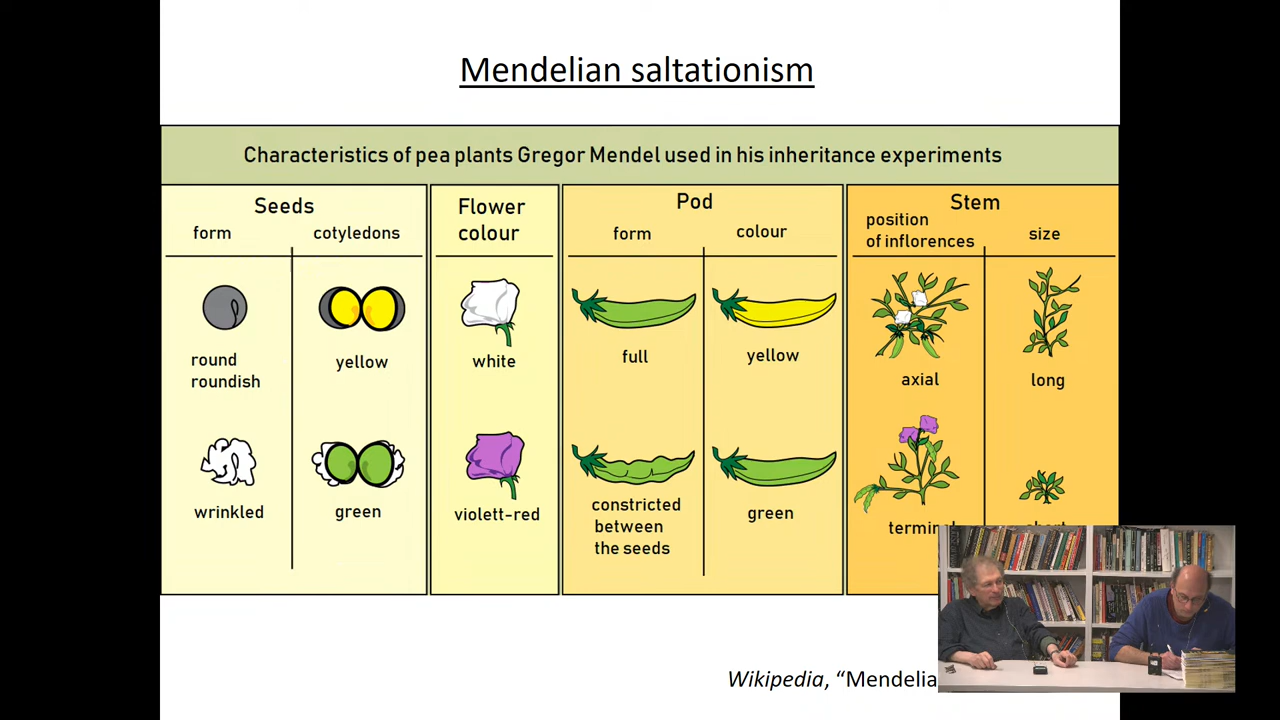 Mendelian saltationism
Characteristics of pea plants Gregor Mendel used in his inheritance experiments
Seeds
form
cotyledons
round
roundish
yellow
wrinkled
green
Flower
colour
white
violett-red
Pod
form
colour
full
yellow
constricted
between
the seeds
green
Stem
position
of inflorences
size
axial
long
Wikipedia, “